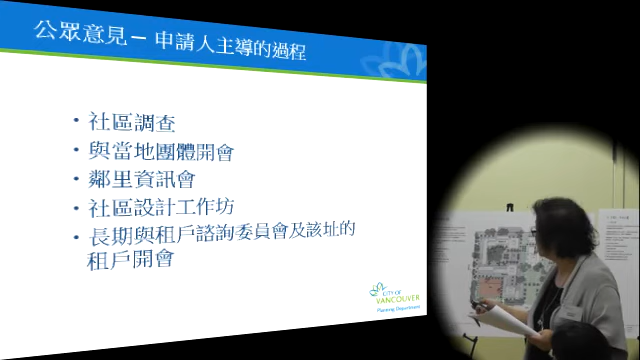 公眾意見－申請人主導的過程
• 社區調查
• 與當地團體開會
• 鄰里資訊會
• 社區設計工作坊
• 長期與租戶諮詢委員會及該址的
租戶開會
CITY OF
VANCOUVER
Planning Department